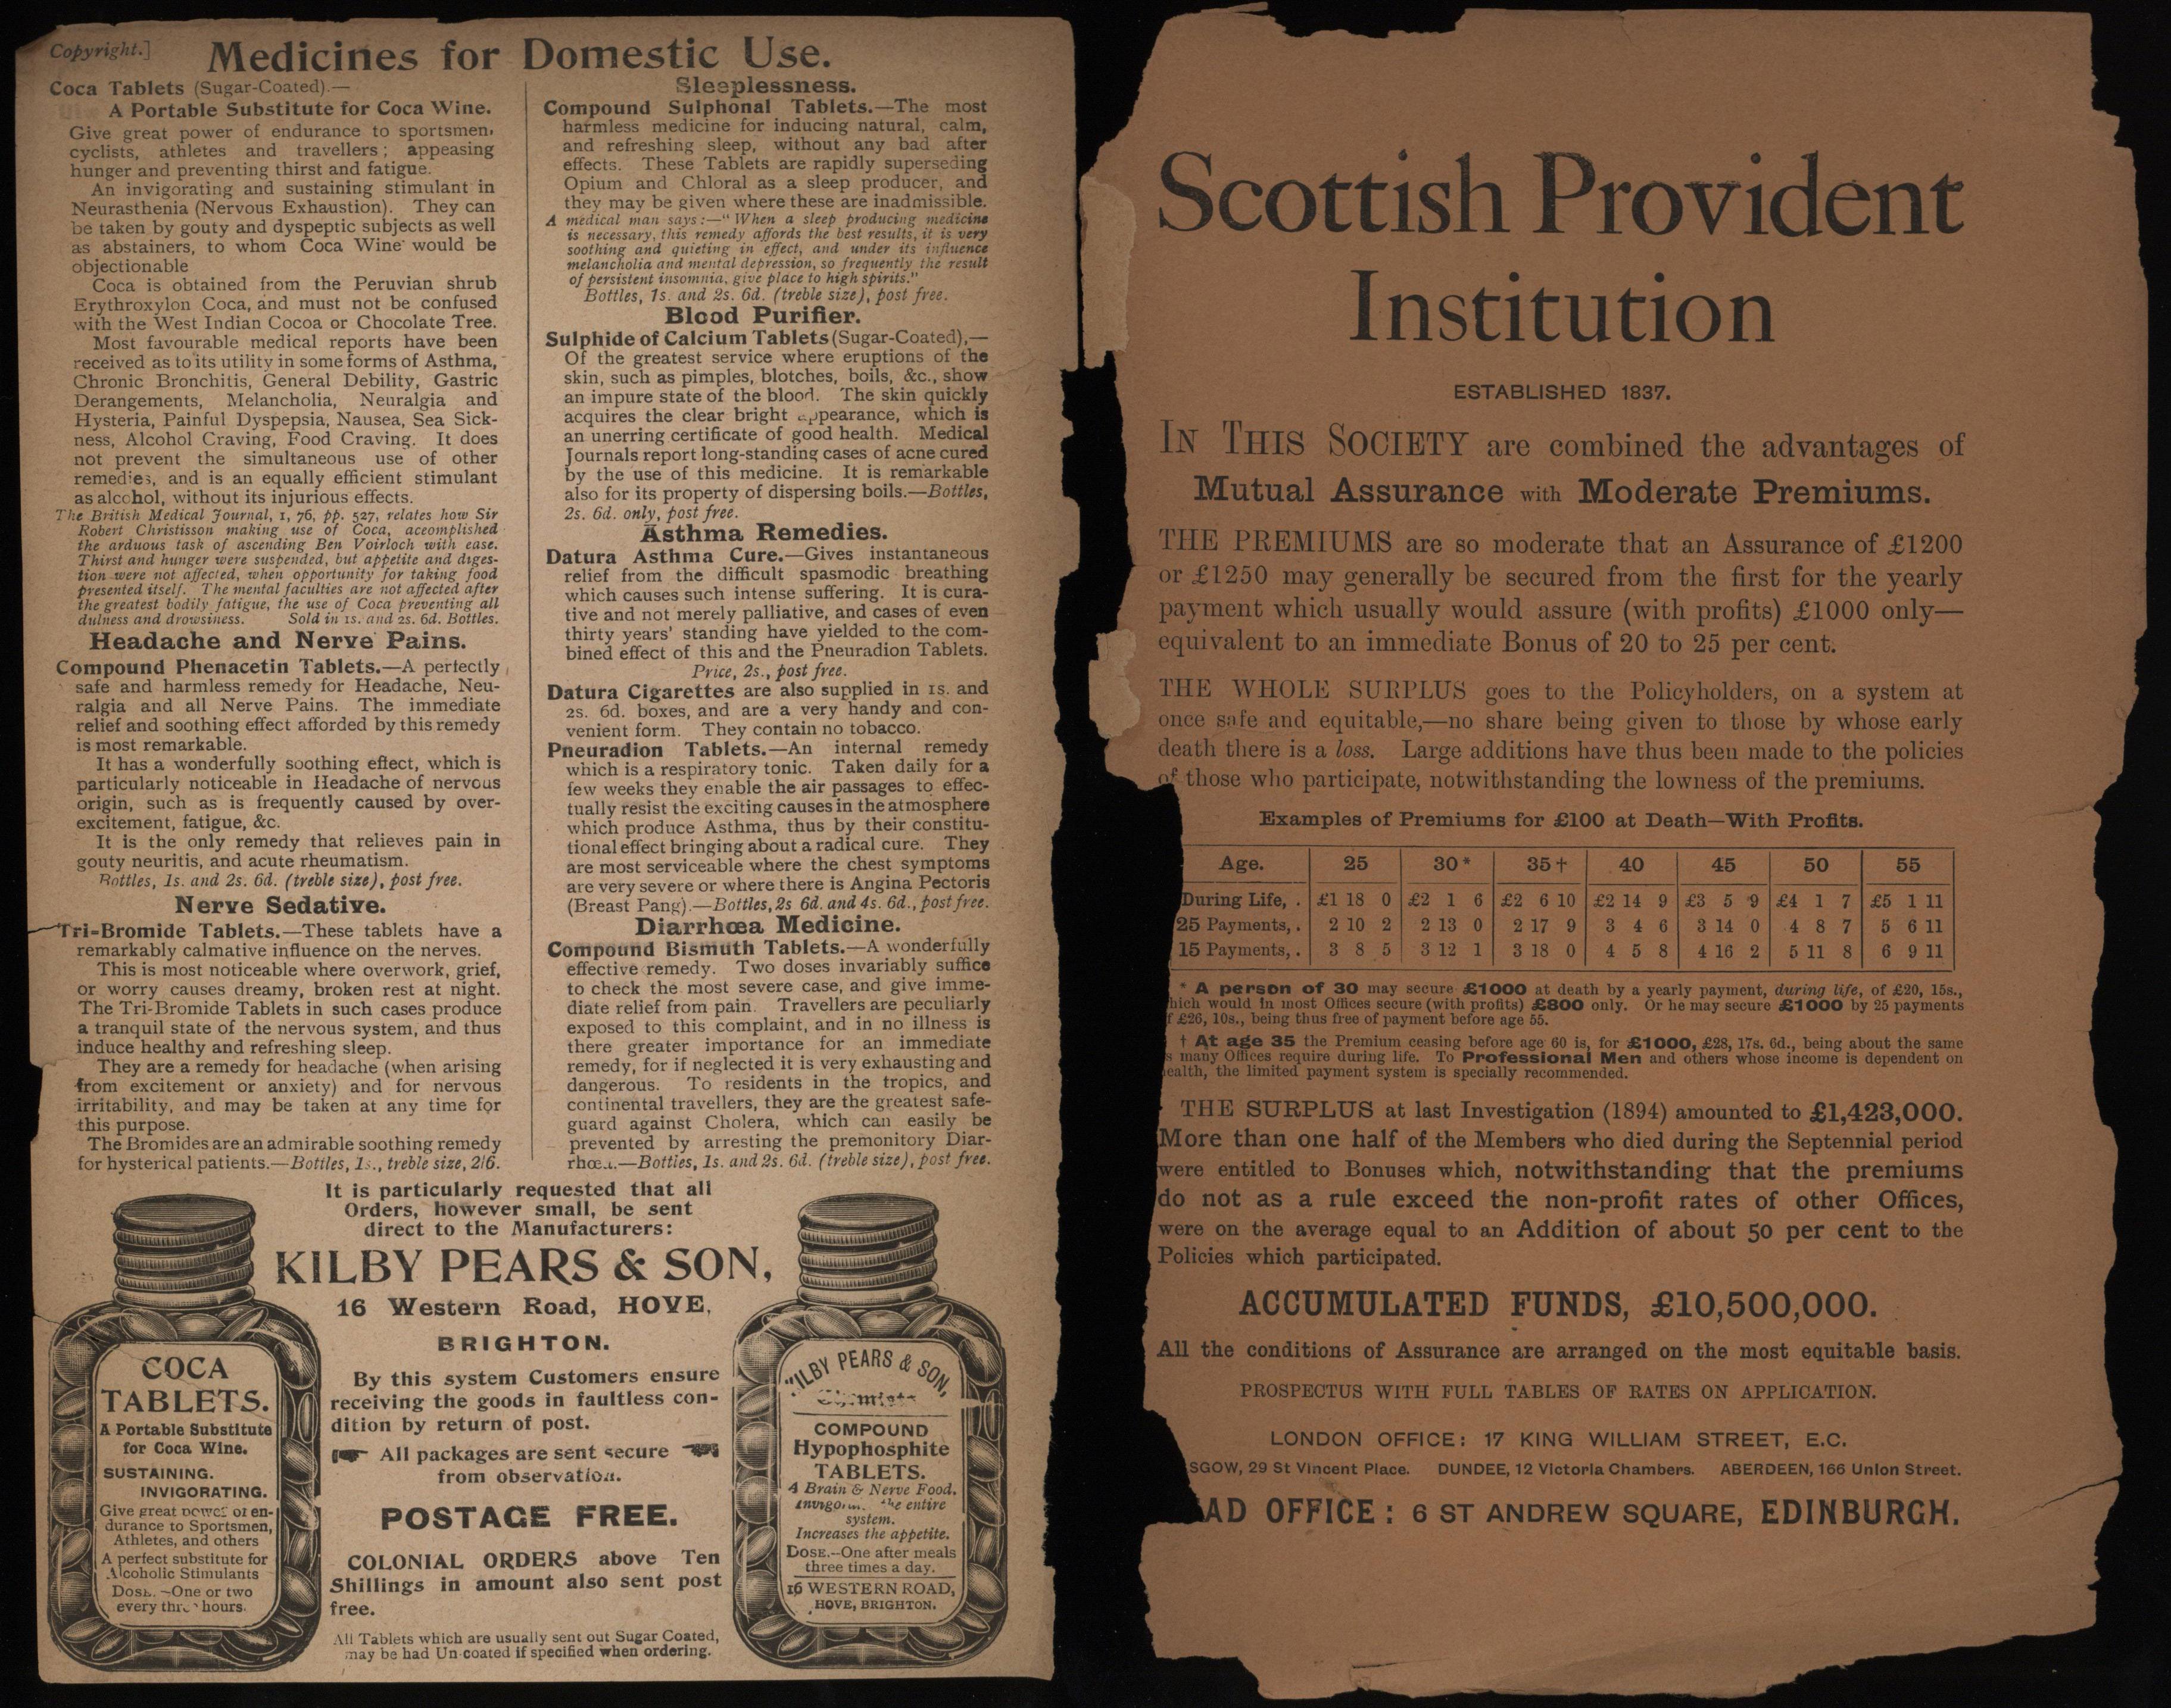 Copyright.]
Medicines for Domestic Use.
Coca Tablets (Sugar-Coated).—
A Portable Substitute for Coca Wine.
Give great power of endurance to sportsmen,
cyclists, athletes and travellers; appeasing
hunger and preventing thirst and fatigue.
An invigorating and sustaining stimulant in
Neurasthenia (Nervous Exhaustion). They can
be taken by gouty and dyspeptic subjects as well
as abstainers, to whom Coca Wine would be
objectionable
Coca is obtained from the Peruvian shrub
Erythroxylon Coca, and must not be confused
with the West Indian Cocoa or Chocolate Tree.
Most favourable medical reports have been
received as to its utility in some forms of Asthma,
Chronic Bronchitis, General Debility, Gastric
Derangements, Melancholia, Neuralgia and
Hysteria, Painful Dyspepsia, Nausea, Sea Sick-
ness, Alcohol Craving, Food Craving. It does
not prevent the simultaneous use of other
remedies, and is an equally efficient stimulant
as alcohol, without its injurious effects.
The British Medical Journal, 1, 76, pp. 527, relates how Sir
Robert Christisson making use of Coca, aceomplished
the arduous task of ascending Ben Voirloch with ease.
Thirst and hunger were suspended, but appetite and diges-
tion were not affected, when opportunity for taking food
presented itself. The mental faculties are not affected after
the greatest bodily fatigue, the use of Coca preventing all
dulness and drowsiness. Sold in 1s. and 2s. 6d. Bottles.
Headache and Nerve Pains.
Compound Phenacetin Tablets.—A perfectly
safe and harmless remedy for Headache, Neu-
ralgia and all Nerve Pains. The immediate
relief and soothing effect afforded by this remedy
is most remarkable.
It has a wonderfully soothing effect, which is
particularly noticeable in Headache of nervous
origin, such as is frequently caused by over-
excitement, fatigue, &c.
It is the only remedy that relieves pain in
gouty neuritis, and acute rheumatism.
Bottles, 1s. and 2s. 6d. (treble size), post free.
Nerve Sedative.
Tri-Bromide Tablets.—These tablets have a
remarkably calmative influence on the nerves.
This is most noticeable where overwork, grief,
or worry causes dreamy, broken rest at night.
The Tri-Bromide Tablets in such cases produce
a tranquil state of the nervous system, and thus
induce healthy and refreshing sleep.
They are a remedy for headache (when arising
from excitement or anxiety) and for nervous
irritability, and may be taken at any time for
this purpose.
The Bromides are an admirable soothing remedy
for hysterical patients.—Bottles, 1s., treble size, 2/6.
Sleeplessness.
Compound Sulphonal Tablets.—The most
harmless medicine for inducing natural, calm,
and refreshing sleep, without any bad after
effects. These Tablets are rapidly superseding
Opium and Chloral as a sleep producer, and
they may be given where these are inadmissible.
A medical man says:—"When a sleep producing medicine
is necessary, this remedy affords the best results, it is very
soothing and quieting in effect, and under its influence
melancholia and mental depression, so frequently the result
of persistent insomnia, give place to high spirits."
Bottles, 1s. and 2s. 6d. (treble size), post free.
Blood Purifier.
Sulphide of Calcium Tablets (Sugar-Coated),—
Of the greatest service where eruptions of the
skin, such as pimples, blotches, boils, &c., show
an impure state of the blood. The skin quickly
acquires the clear bright appearance, which is
an unerring certificate of good health. Medical
Journals report long-standing cases of acne cured
by the use of this medicine. It is remarkable
also for its property of dispersing boils.—Bottles,
2s. 6d. only, post free.
Asthma Remedies.
Datura Asthma Cure.—Gives instantaneous
relief from the difficult spasmodic breathing
which causes such intense suffering. It is cura-
tive and not merely palliative, and cases of even
thirty years' standing have yielded to the com-
bined effect of this and the Pneuradion Tablets.
Price, 2s., post free.
Datura Cigarettes are also supplied in 1s. and
2s. 6d. boxes, and are a very handy and con-
venient form. They contain no tobacco.
Pneuradion Tablets.—An internal remedy
which is a respiratory tonic. Taken daily for a
few weeks they enable the air passages to effec-
tually resist the exciting causes in the atmosphere
which produce Asthma, thus by their constitu-
tional effect bringing about a radical cure. They
are most serviceable where the chest symptoms
are very severe or where there is Angina Pectoris
(Breast Pang).—Bottles, 2s 6d. and 4s. 6d., post free.
Diarrhœa Medicine.
Compound Bismuth Tablets.—A wonderfully
effective remedy. Two doses invariably suffice
to check the most severe case, and give imme-
diate relief from pain. Travellers are peculiarly
exposed to this complaint, and in no illness is
there greater importance for an immediate
remedy, for if neglected it is very exhausting and
dangerous. To residents in the tropics, and
continental travellers, they are the greatest safe-
guard against Cholera, which can easily be
prevented by arresting the premonitory Diar-
rhœa.—Bottles, 1s. and 2s. 6d. (treble size), post free.
It is particularly requested that all
Orders, however small, be sent
direct to the Manufacturers:
KILBY PEARS & SON,
16 Western Road, HOVE,
BRIGHTON.
By this system Customers ensure
receiving the goods in faultless con-
dition by return of post.
All packages are sent secure
from observation.
POSTAGE FREE.
COLONIAL ORDERS above Ten
Shillings in amount also sent post
free.
All Tablets which are usually sent out Sugar Coated,
may be had Un-coated if specified when ordering.
COCA
TABLETS.
A Portable Substitute
for Coca Wine.
SUSTAINING.
INVIGORATING.
Give great power of en-
durance to Sportsmen,
Athletes, and others
A perfect substitute for
Alcoholic Stimulants
DOSE.—One or two
every three hours.
KILBY PEARS & SON,
Chemists
COMPOUND
Hypophosphite
TABLETS.
A Brain & Nerve Food.
the entire
system.
Increases the appetite.
DOSE.—One after meals
three times a day.
16 WESTERN ROAD,
HOVE, BRIGHTON.
Scottish Provident
Institution
ESTABLISHED 1837.
IN THIS SOCIETY are combined the advantages of
Mutual Assurance with Moderate Premiums.
THE PREMIUMS are so moderate that an Assurance of £1200
or £1250 may generally be secured from the first for the yearly
payment which usually would assure (with profits) £1000 only—
equivalent to an immediate Bonus of 20 to 25 per cent.
THE WHOLE SURPLUS goes to the Policyholders, on a system at
once safe and equitable,—no share being given to those by whose early
death there is a loss. Large additions have thus been made to the policies
of those who participate, notwithstanding the lowness of the premiums.
Examples of Premiums for £100 at Death—With Profits.
Age. 25 30* 35† 40 45 50 55
During Life, . £1 18 0 £2 1 6 £2 6 10 £2 14 9 £3 5 9 £4 1 7 £5 1 11
25 Payments, . 2 10 2 2 13 0 2 17 9 3 4 6 3 14 0 4 8 7 5 6 11
15 Payments, . 3 8 5 3 12 1 3 18 0 4 5 8 4 16 2 5 11 8 6 9 11
* A person of 30 may secure £1000 at death by a yearly payment, during life, of £20, 15s.,
hich would in most Offices secure (with profits) £800 only. Or he may secure £1000 by 25 payments
f £26, 10s., being thus free of payment before age 55.
† At age 35 the Premium ceasing before age 60 is, for £1000, £28, 17s. 6d., being about the same
s many Offices require during life. To Professional Men and others whose income is dependent on
ealth, the limited payment system is specially recommended.
THE SURPLUS at last Investigation (1894) amounted to £1,423,000.
More than one half of the Members who died during the Septennial period
were entitled to Bonuses which, notwithstanding that the premiums
do not as a rule exceed the non-profit rates of other Offices,
were on the average equal to an Addition of about 50 per cent to the
Policies which participated.
ACCUMULATED FUNDS, £10,500,000.
All the conditions of Assurance are arranged on the most equitable basis.
PROSPECTUS WITH FULL TABLES OF RATES ON APPLICATION.
LONDON OFFICE: 17 KING WILLIAM STREET, E.C.
SGOW, 29 St Vincent Place. DUNDEE, 12 Victoria Chambers. ABERDEEN, 166 Union Street.
AD OFFICE: 6 ST ANDREW SQUARE, EDINBURGH.